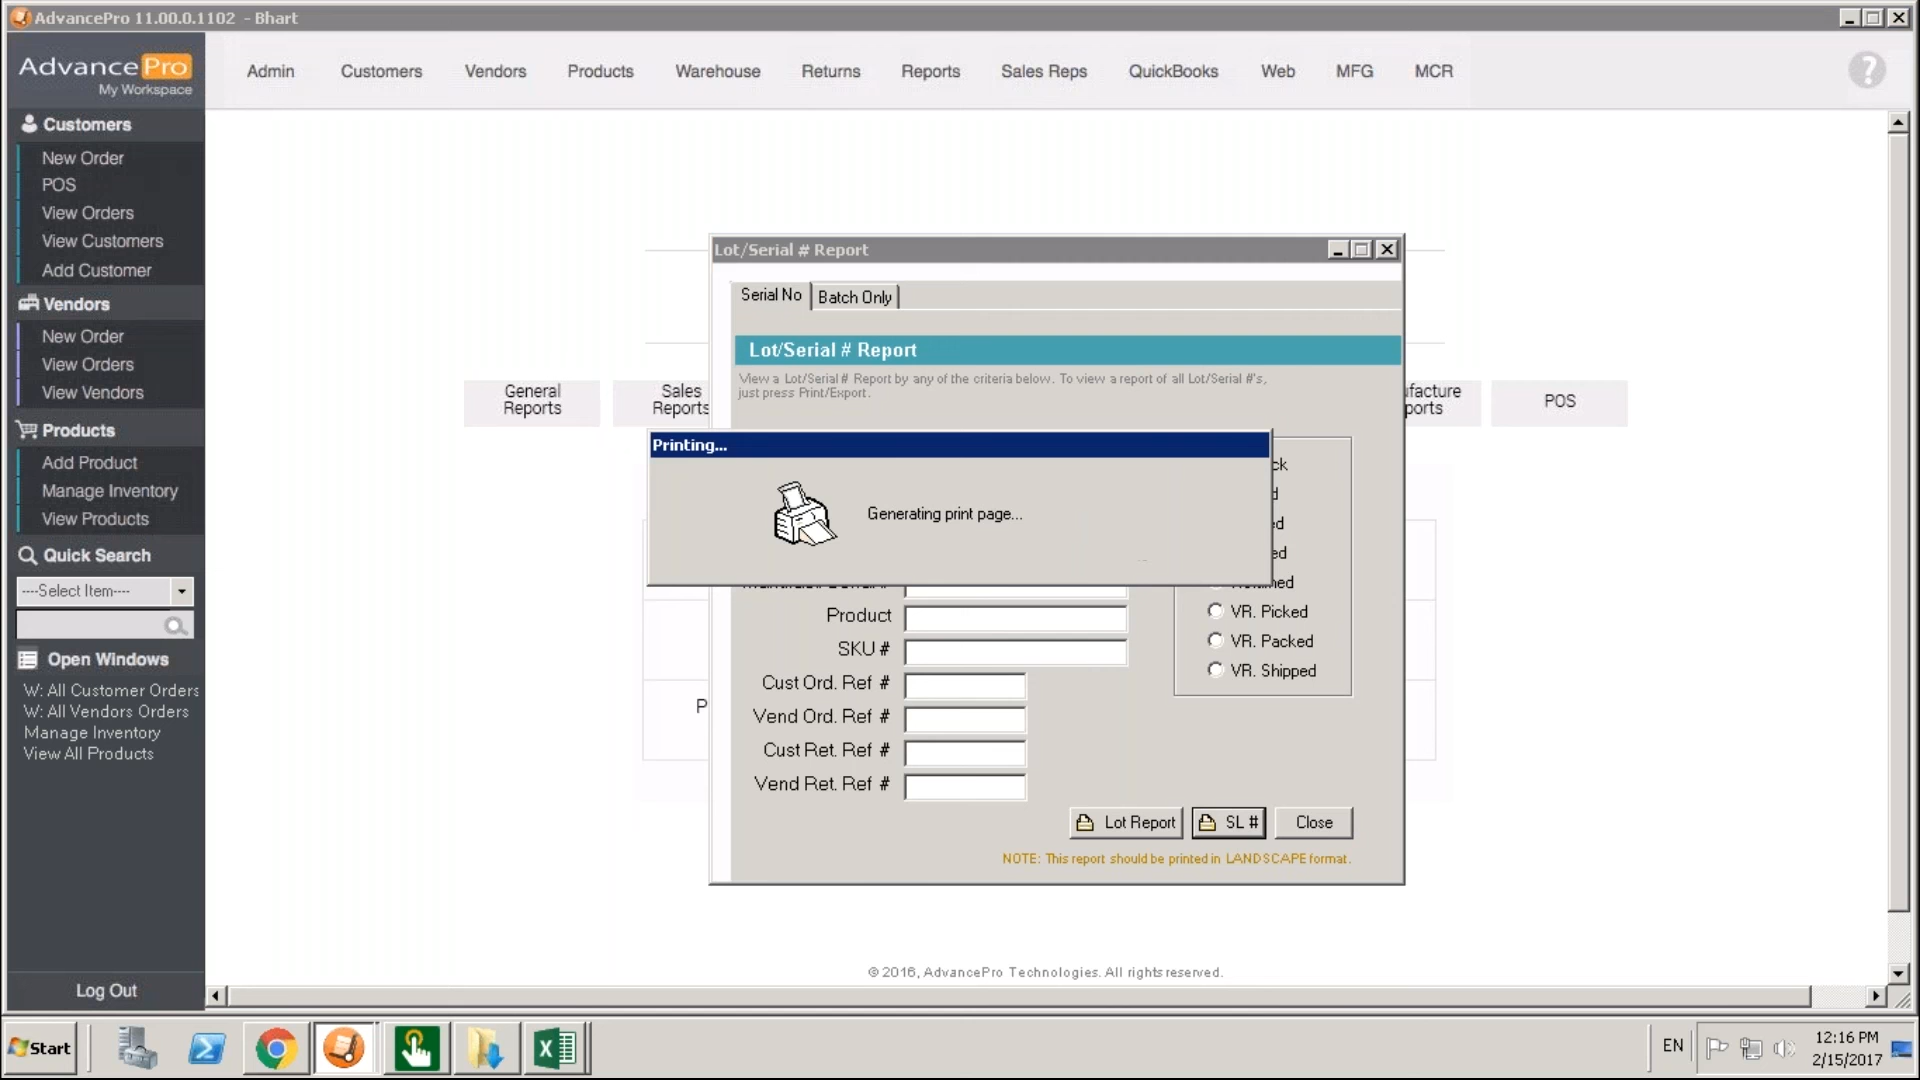 AdvancePro 11.00.0.1102 - Bhart
AdvancePro
My Workspace
Admin
Customers
Vendors
Products
Warehouse
Returns
Reports
Sales Reps
QuickBooks
Web
MFG
MCR
?
Customers
New Order
POS
View Orders
View Customers
Add Customer
Vendors
New Order
View Orders
View Vendors
Products
Add Product
Manage Inventory
View Products
Quick Search
----Select Item----
Open Windows
W: All Customer Orders
W: All Vendors Orders
Manage Inventory
View All Products
Log Out
General
Reports
Sales
Reports
POS
Lot/Serial # Report
Serial No
Batch Only
Lot/Serial # Report
View a Lot/Serial # Report by any of the criteria below. To view a report of all Lot/Serial #'s,
just press Print/Export.
Printing...
Generating print page...
Product
SKU #
Cust Ord. Ref #
Vend Ord. Ref #
Cust Ret. Ref #
Vend Ret. Ref #
VR. Picked
VR. Packed
VR. Shipped
Lot Report
SL #
Close
NOTE: This report should be printed in LANDSCAPE format.
© 2016, AdvancePro Technologies. All rights reserved.
Start
EN
12:16 PM
2/15/2017